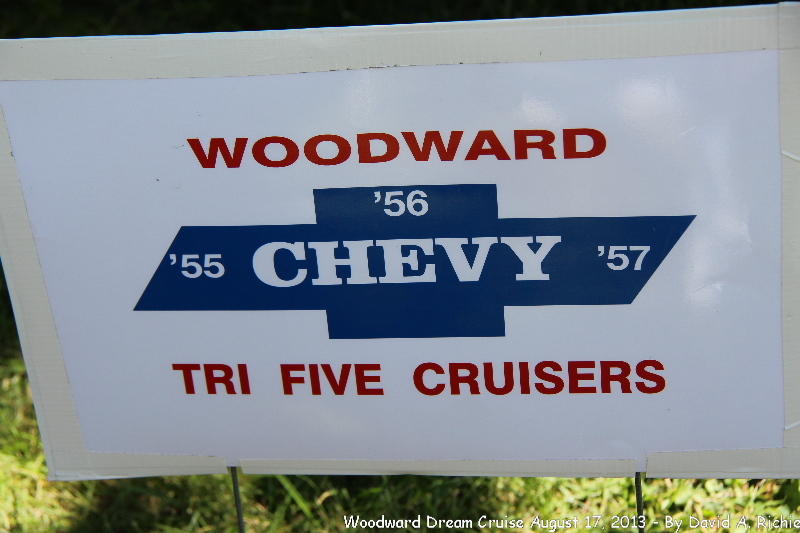 WOODWARD
'56
'55 CHEVY '57
TRI FIVE CRUISERS
Woodward Dream Cruise August 17, 2013 - By David A. Richie